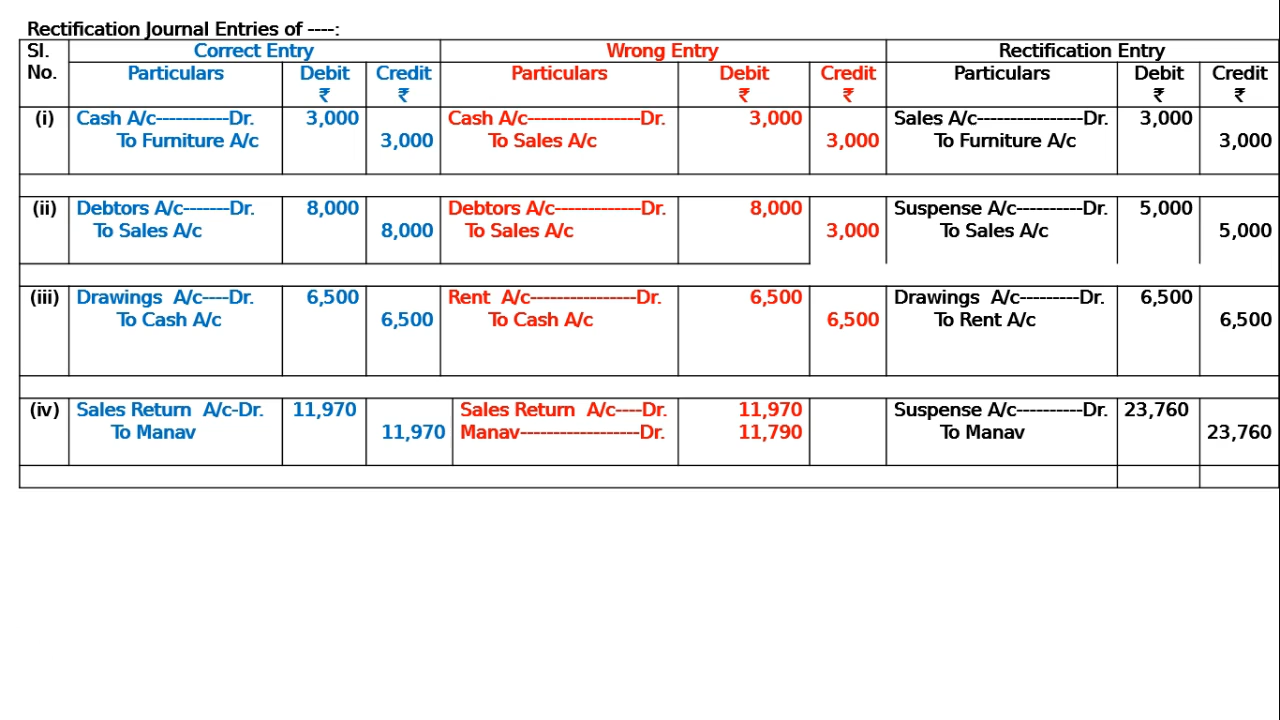 Rectification Journal Entries of ----:
Sl. Correct Entry Wrong Entry Rectification Entry
No. Particulars Debit Credit Particulars Debit Credit Particulars Debit Credit
₹ ₹ ₹ ₹ ₹ ₹
(i) Cash A/c-----------Dr. 3,000 Cash A/c-----------------Dr. 3,000 Sales A/c----------------Dr. 3,000
To Furniture A/c 3,000 To Sales A/c 3,000 To Furniture A/c 3,000
(ii) Debtors A/c-------Dr. 8,000 Debtors A/c-------------Dr. 8,000 Suspense A/c----------Dr. 5,000
To Sales A/c 8,000 To Sales A/c 3,000 To Sales A/c 5,000
(iii) Drawings A/c----Dr. 6,500 Rent A/c----------------Dr. 6,500 Drawings A/c---------Dr. 6,500
To Cash A/c 6,500 To Cash A/c 6,500 To Rent A/c 6,500
(iv) Sales Return A/c-Dr. 11,970 Sales Return A/c----Dr. 11,970 Suspense A/c----------Dr. 23,760
To Manav 11,970 Manav------------------Dr. 11,790 To Manav 23,760